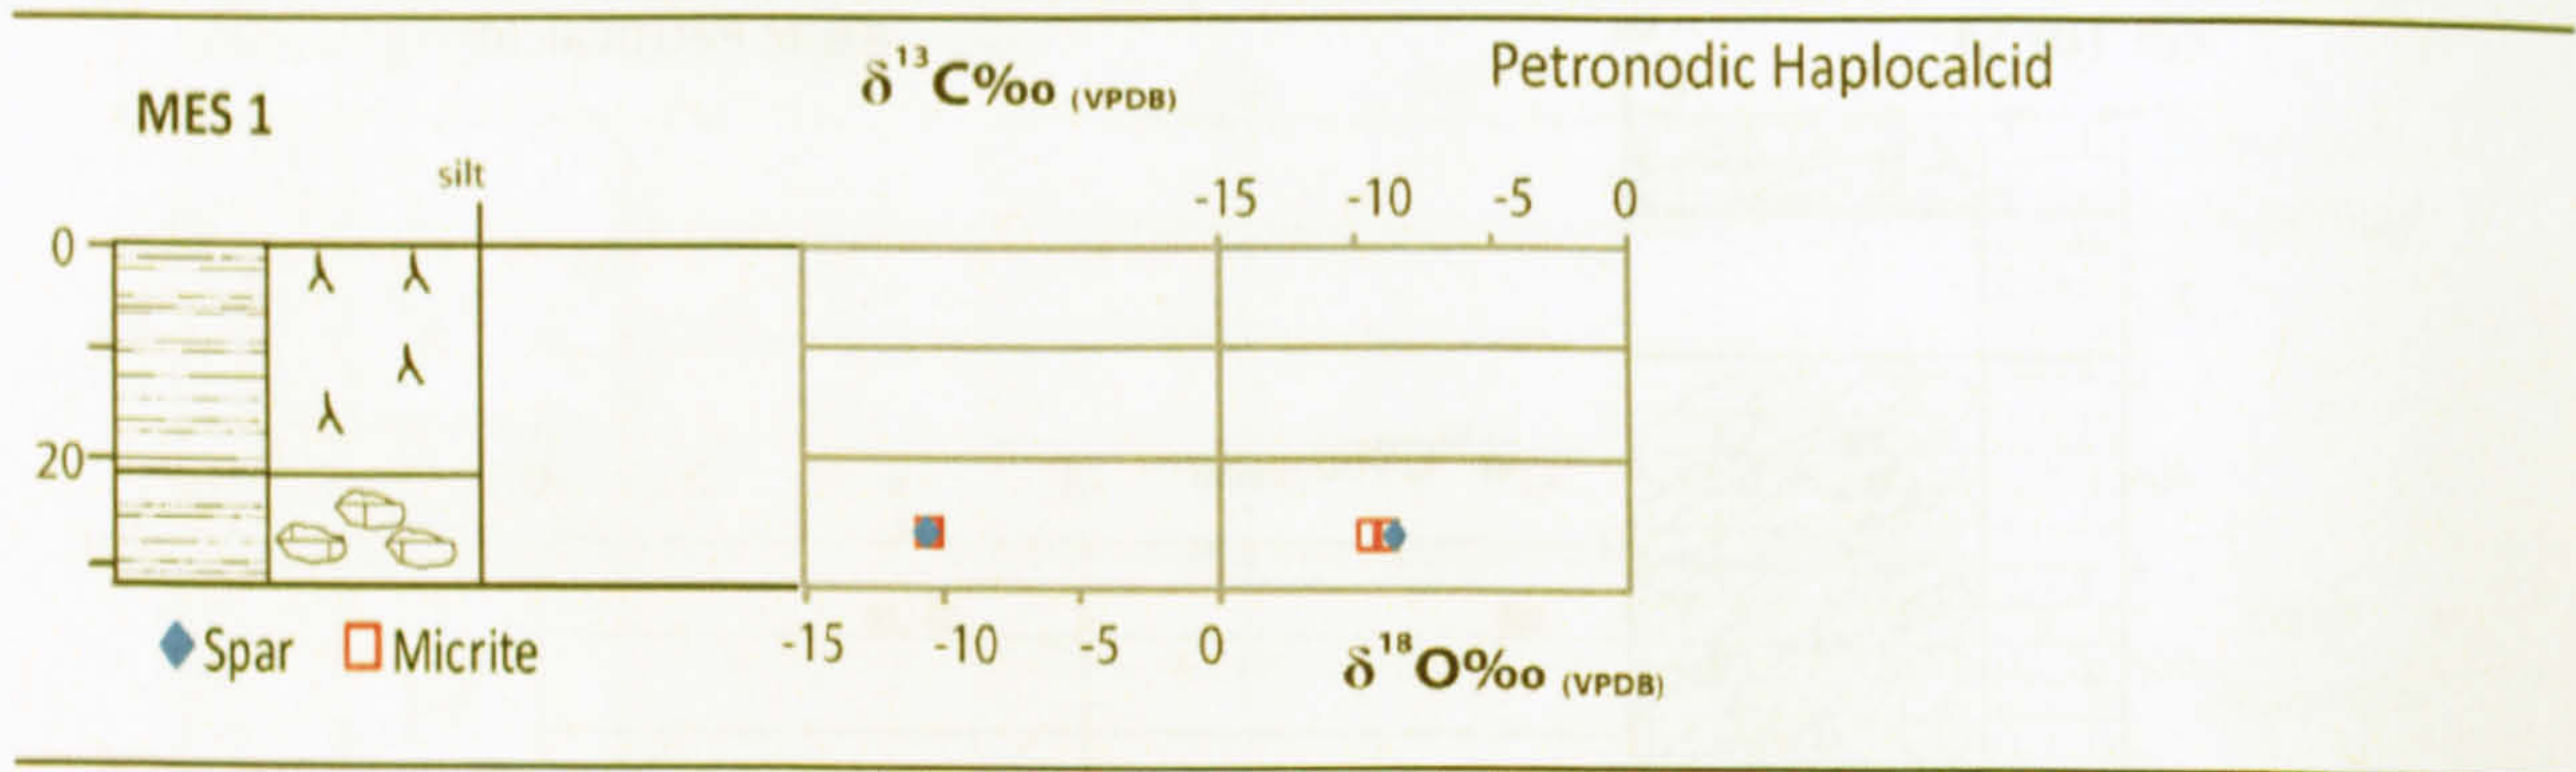 δ¹³C‰ (VPDB)
Petronodic Haplocalcid
MES 1
silt
-15 -10 -5 0
0
20
Spar Micrite
-15 -10 -5 0
δ¹⁸O‰ (VPDB)